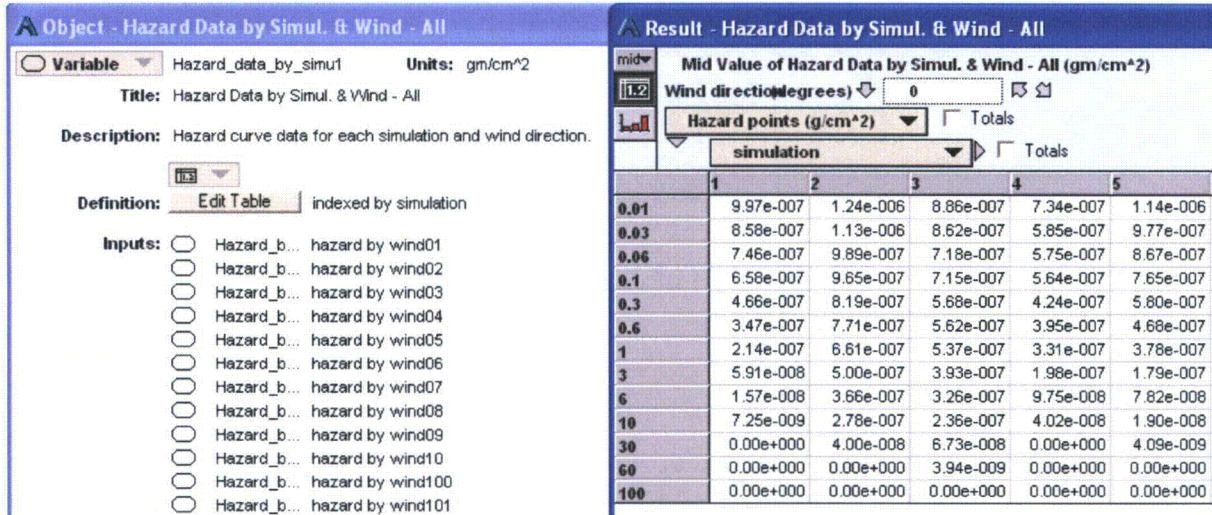 Object - Hazard Data by Simul. & Wind - All
Variable Hazard_data_by_simu1 Units: gm/cm^2
Title: Hazard Data by Simul. & Wind - All
Description: Hazard curve data for each simulation and wind direction.
1.2
Definition: Edit Table indexed by simulation
Inputs: Hazard_b... hazard by wind01
Hazard_b... hazard by wind02
Hazard_b... hazard by wind03
Hazard_b... hazard by wind04
Hazard_b... hazard by wind05
Hazard_b... hazard by wind06
Hazard_b... hazard by wind07
Hazard_b... hazard by wind08
Hazard_b... hazard by wind09
Hazard_b... hazard by wind10
Hazard_b... hazard by wind100
Hazard_b... hazard by wind101
Result - Hazard Data by Simul. & Wind - All
mid Mid Value of Hazard Data by Simul. & Wind - All (gm/cm^2)
1.2 Wind direction (degrees) 0
Hazard points (g/cm^2) Totals
simulation Totals
1 2 3 4 5
0.01 9.97e-007 1.24e-006 8.86e-007 7.34e-007 1.14e-006
0.03 8.58e-007 1.13e-006 8.62e-007 5.85e-007 9.77e-007
0.06 7.46e-007 9.89e-007 7.18e-007 5.75e-007 8.67e-007
0.1 6.58e-007 9.65e-007 7.15e-007 5.64e-007 7.65e-007
0.3 4.66e-007 8.19e-007 5.68e-007 4.24e-007 5.80e-007
0.6 3.47e-007 7.71e-007 5.62e-007 3.95e-007 4.68e-007
1 2.14e-007 6.61e-007 5.37e-007 3.31e-007 3.78e-007
3 5.91e-008 5.00e-007 3.93e-007 1.98e-007 1.79e-007
6 1.57e-008 3.66e-007 3.26e-007 9.75e-008 7.82e-008
10 7.25e-009 2.78e-007 2.36e-007 4.02e-008 1.90e-008
30 0.00e+000 4.00e-008 6.73e-008 0.00e+000 4.09e-009
60 0.00e+000 0.00e+000 3.94e-009 0.00e+000 0.00e+000
100 0.00e+000 0.00e+000 0.00e+000 0.00e+000 0.00e+000